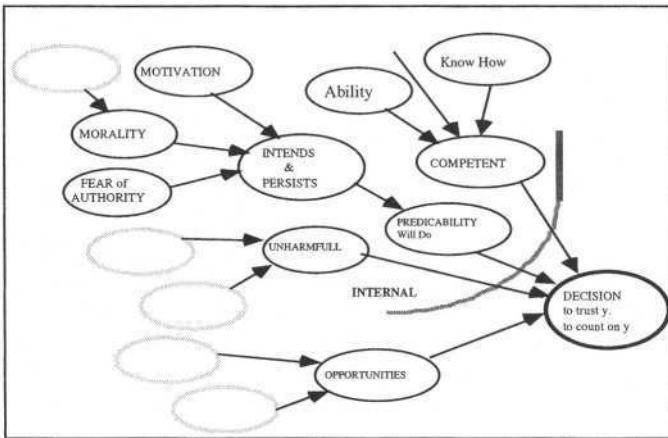 MOTIVATION
Know How
Ability
MORALITY
INTENDS
&
PERSISTS
COMPETENT
FEAR of
AUTHORITY
PREDICABILITY
Will Do
UNHARMFULL
INTERNAL
DECISION
to trust y.
to count on y
OPPORTUNITIES